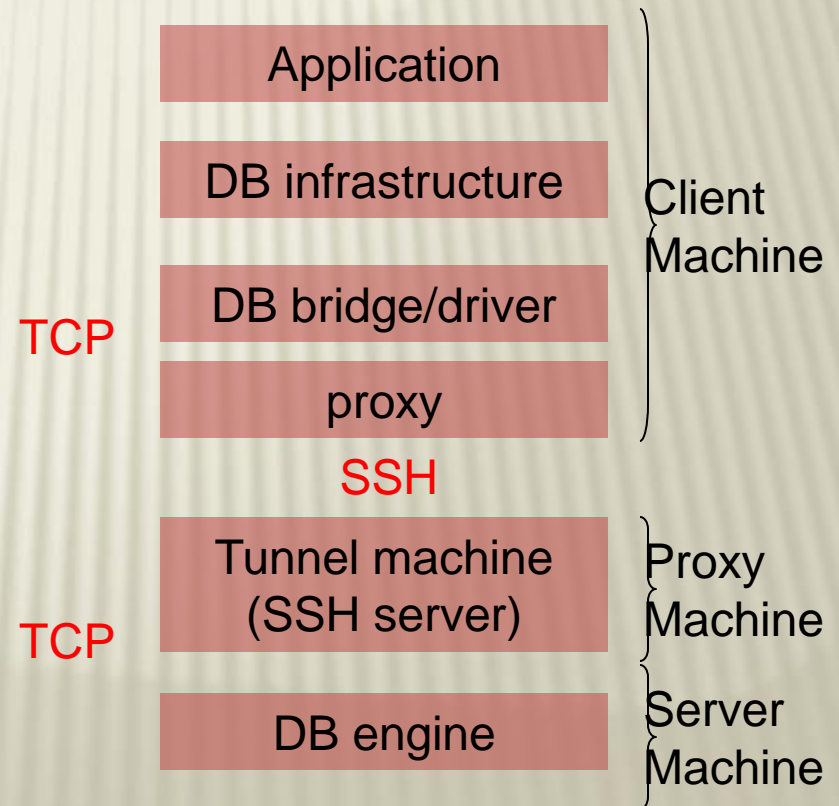 Application
DB infrastructure
Client
Machine
DB bridge/driver
TCP
proxy
SSH
Tunnel machine
(SSH server)
Proxy
Machine
TCP
DB engine
Server
Machine